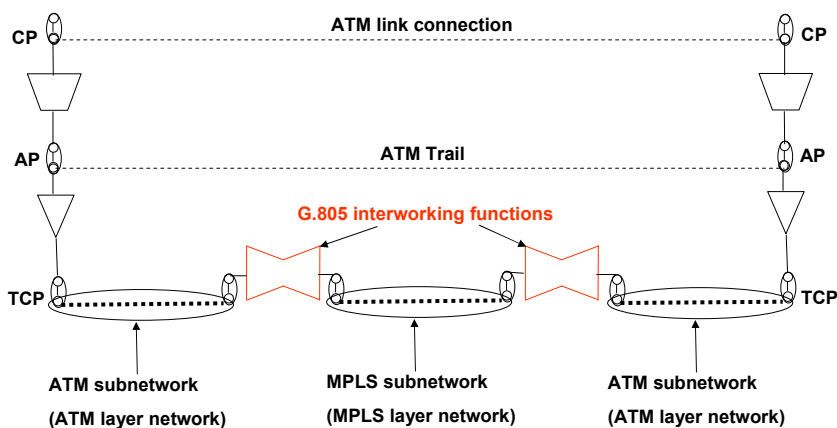 ATM link connection
CP
CP
AP
ATM Trail
AP
G.805 interworking functions
TCP
TCP
ATM subnetwork
(ATM layer network)
MPLS subnetwork
(MPLS layer network)
ATM subnetwork
(ATM layer network)